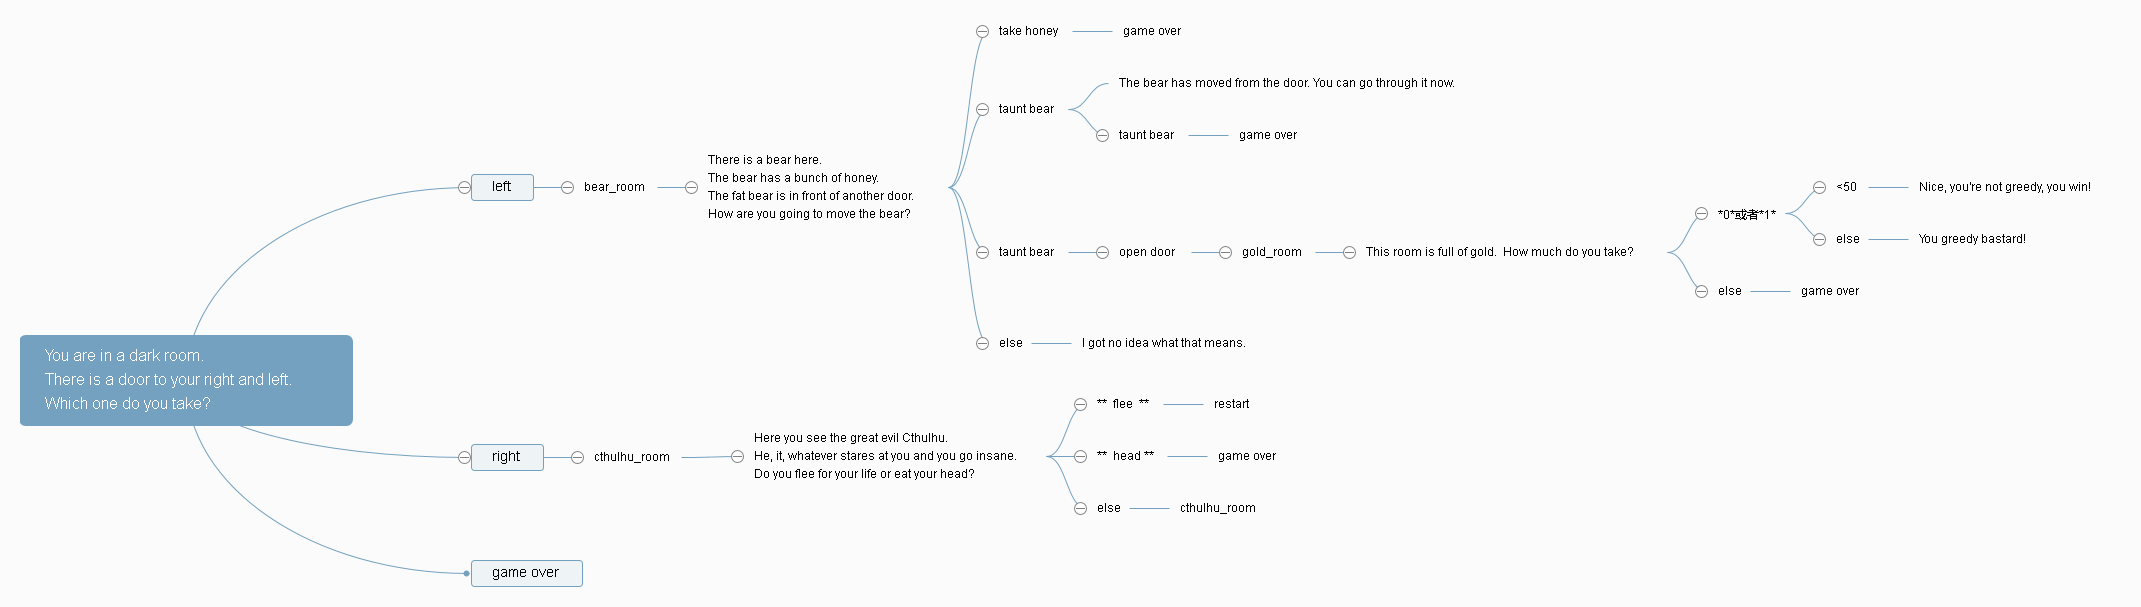 You are in a dark room.
There is a door to your right and left.
Which one do you take?
left
bear_room
There is a bear here.
The bear has a bunch of honey.
The fat bear is in front of another door.
How are you going to move the bear?
take honey
game over
taunt bear
The bear has moved from the door. You can go through it now.
taunt bear
game over
taunt bear
open door
gold_room
This room is full of gold.  How much do you take?
*0*或者*1*
<50
Nice, you're not greedy, you win!
else
You greedy bastard!
else
game over
else
I got no idea what that means.
right
cthulhu_room
Here you see the great evil Cthulhu.
He, it, whatever stares at you and you go insane.
Do you flee for your life or eat your head?
**  flee  **
restart
**  head **
game over
else
cthulhu_room
game over